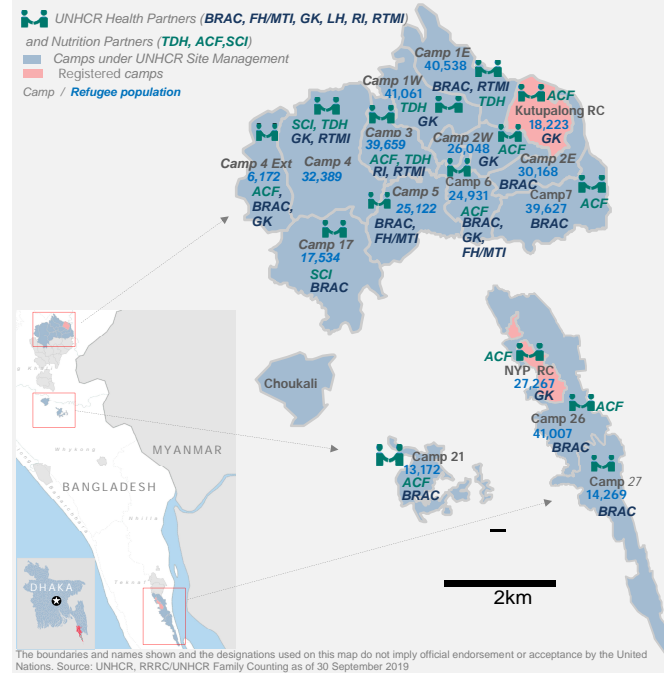 UNHCR Health Partners (BRAC, FH/MTI, GK, LH, RI, RTMI)
and Nutrition Partners (TDH, ACF,SCI)
Camps under UNHCR Site Management
Registered camps
Camp / Refugee population
Camp 1E
40,538
BRAC, RTMI
TDH
Camp 1W
41,061
TDH
GK
ACF
Kutupalong RC
18,223
GK
SCI, TDH
GK, RTMI
Camp 4
32,389
Camp 3
39,659
ACF, TDH
RI, RTMI
Camp 2W
26,048
GK
ACF
Camp 2E
30,168
BRAC
Camp 4 Ext
6,172
ACF,
BRAC,
GK
Camp 5
25,122
BRAC,
FH/MTI
Camp 6
24,931
ACF
BRAC,
GK,
FH/MTI
Camp7
39,627
BRAC
ACF
Camp 17
17,534
SCI
BRAC
Choukali
ACF
NYP RC
27,267
GK
ACF
Camp 26
41,007
BRAC
Camp 21
13,172
ACF
BRAC
Camp 27
14,269
BRAC
MYANMAR
BANGLADESH
DHAKA
2km
The boundaries and names shown and the designations used on this map do not imply official endorsement or acceptance by the United
Nations. Source: UNHCR, RRRC/UNHCR Family Counting as of 30 September 2019